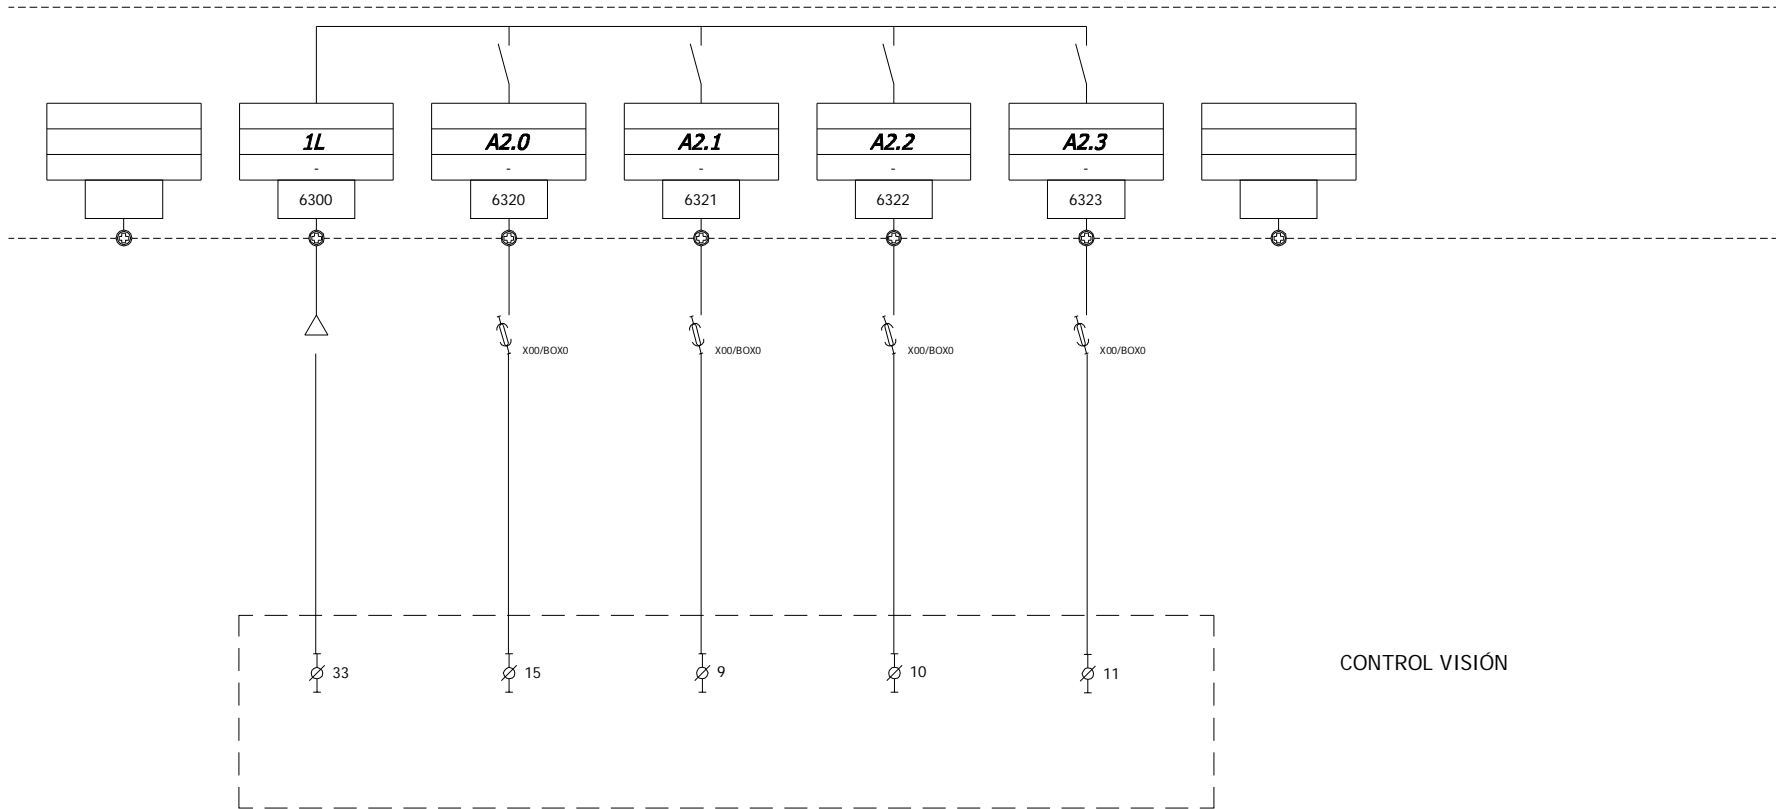 1L A2.0 A2.1 A2.2 A2.3
- - - - -
6300 6320 6321 6322 6323
X00/BOX0 X00/BOX0 X00/BOX0 X00/BOX0
33 15 9 10 11
CONTROL VISIÓN